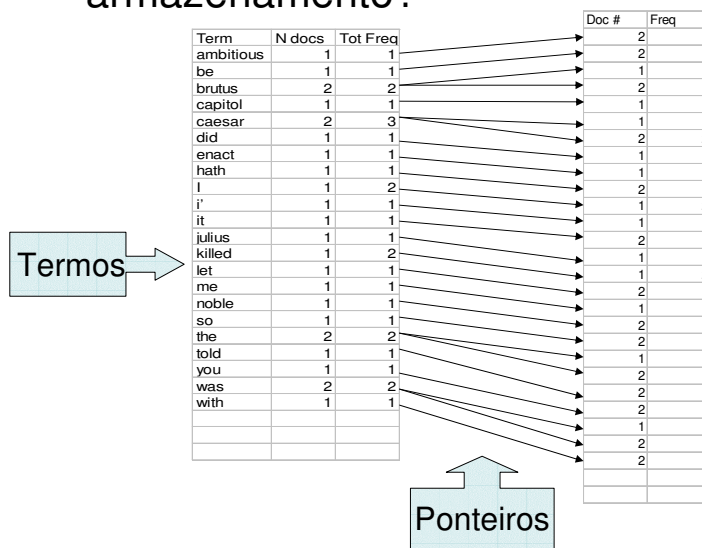 armazenamento?
Term N docs Tot Freq
ambitious 1 1
be 1 1
brutus 2 2
capitol 1 1
caesar 2 3
did 1 1
enact 1 1
hath 1 1
I 1 2
i' 1 1
it 1 1
julius 1 1
killed 1 2
let 1 1
me 1 1
noble 1 1
so 1 1
the 2 2
told 1 1
you 1 1
was 2 2
with 1 1
Doc # Freq
2
2
1
2
1
1
2
1
1
2
1
1
2
1
1
2
1
2
2
1
2
2
2
1
2
2
Termos
Ponteiros